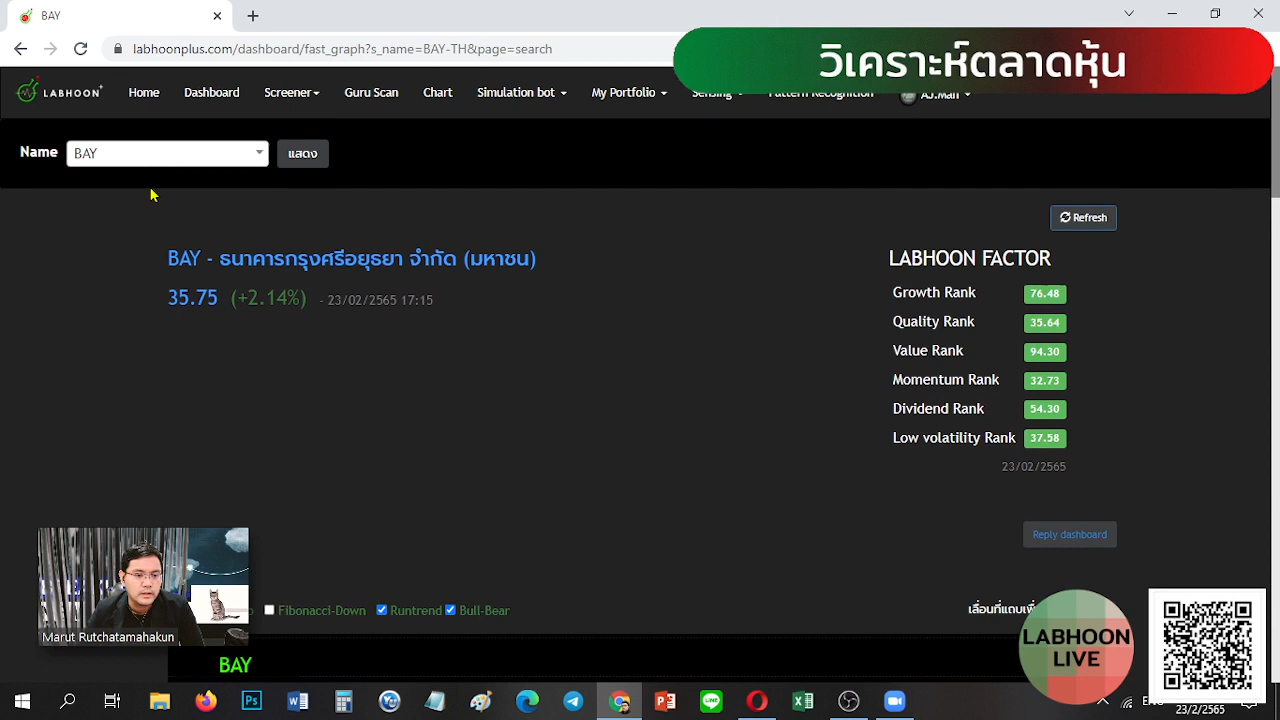 BAY
labhoonplus.com/dashboard/fast_graph?s_name=BAY-TH&page=search
วิเคราะห์ตลาดหุ้น
LABHOON+ Home Dashboard Screener Guru Scan Chart Simulation bot My Portfolio Sensing Pattern Recognition AJ.Man
Name BAY แสดง
Refresh
BAY - ธนาคารกรุงศรีอยุธยา จำกัด (มหาชน)
35.75 (+2.14%) - 23/02/2565 17:15
LABHOON FACTOR
Growth Rank 76.48
Quality Rank 35.64
Value Rank 94.30
Momentum Rank 32.73
Dividend Rank 54.30
Low volatility Rank 37.58
23/02/2565
Reply dashboard
Fibonacci-Down Runtrend Bull-Bear
Marut Rutchatamahakun
LABHOON
LIVE
BAY
23/2/2565